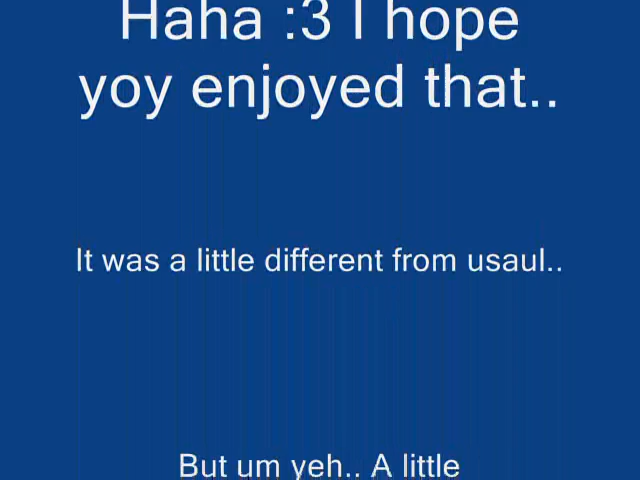 Haha :3 I hope
yoy enjoyed that..
It was a little different from usaul..
But um yeh.. A little